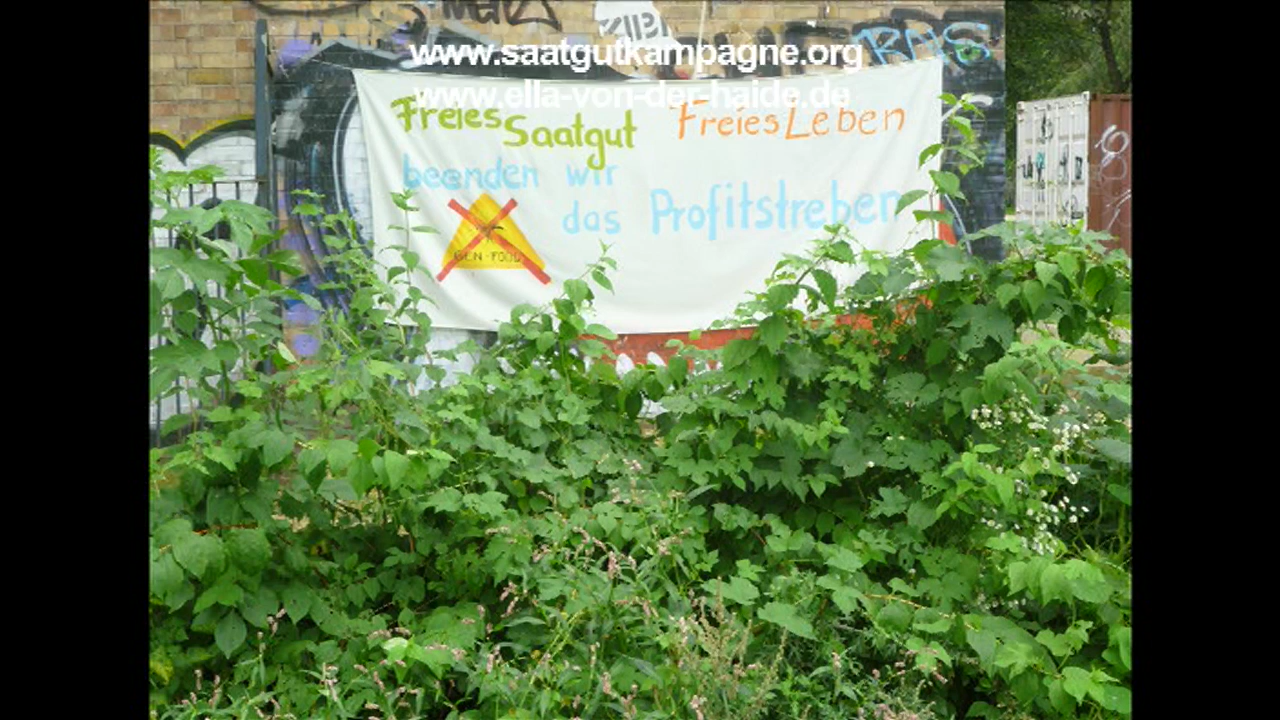 www.saatgutkampagne.org
www.ella-von-der-haide.de
Freies Saatgut Freies Leben
beenden wir
das Profitstreben
GEN-FOOD